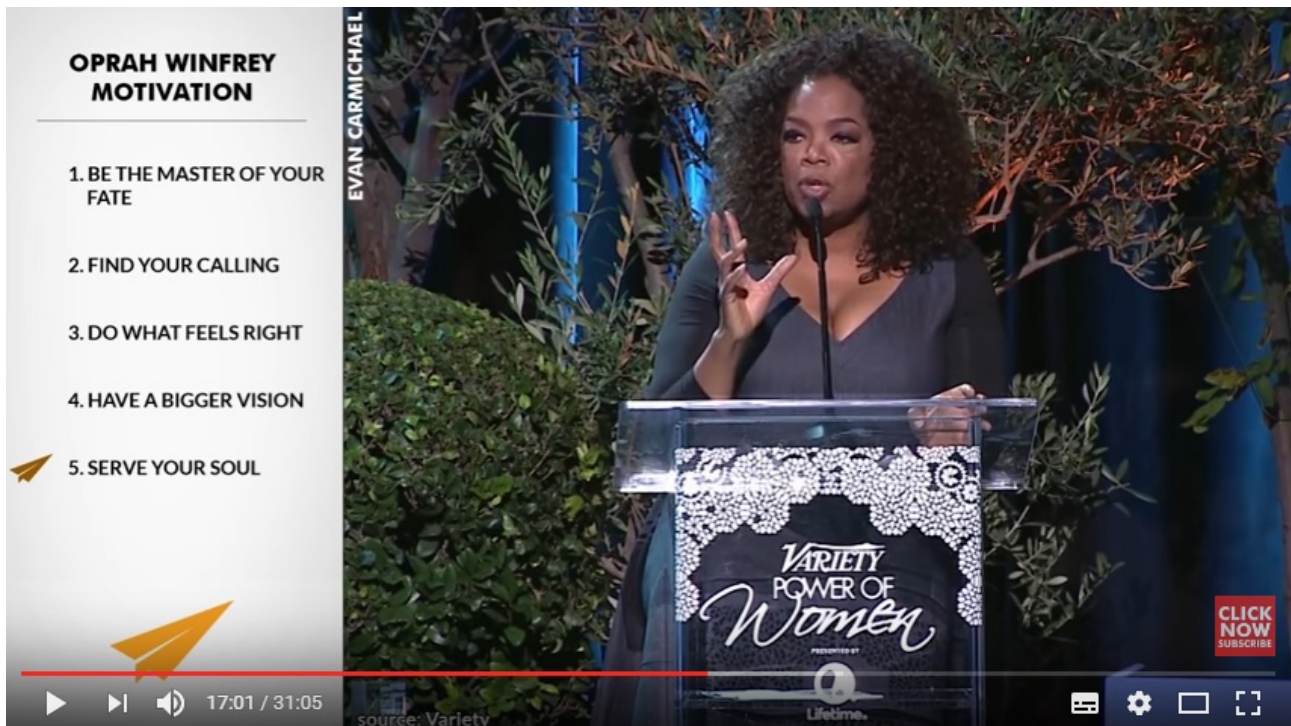 OPRAH WINFREY
MOTIVATION
1. BE THE MASTER OF YOUR
FATE
2. FIND YOUR CALLING
3. DO WHAT FEELS RIGHT
4. HAVE A BIGGER VISION
5. SERVE YOUR SOUL
EVAN CARMICHAEL
VARIETY
POWER OF
Women
PRESENTED BY
Lifetime
CLICK
NOW
SUBSCRIBE
17:01 / 31:05
source: Variety